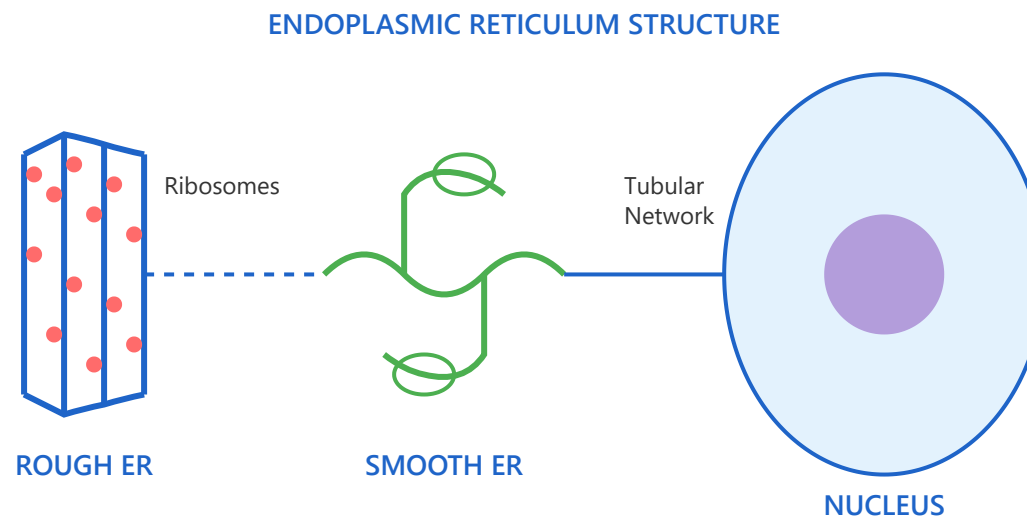 ENDOPLASMIC RETICULUM STRUCTURE
Ribosomes
Tubular
Network
ROUGH ER
SMOOTH ER
NUCLEUS